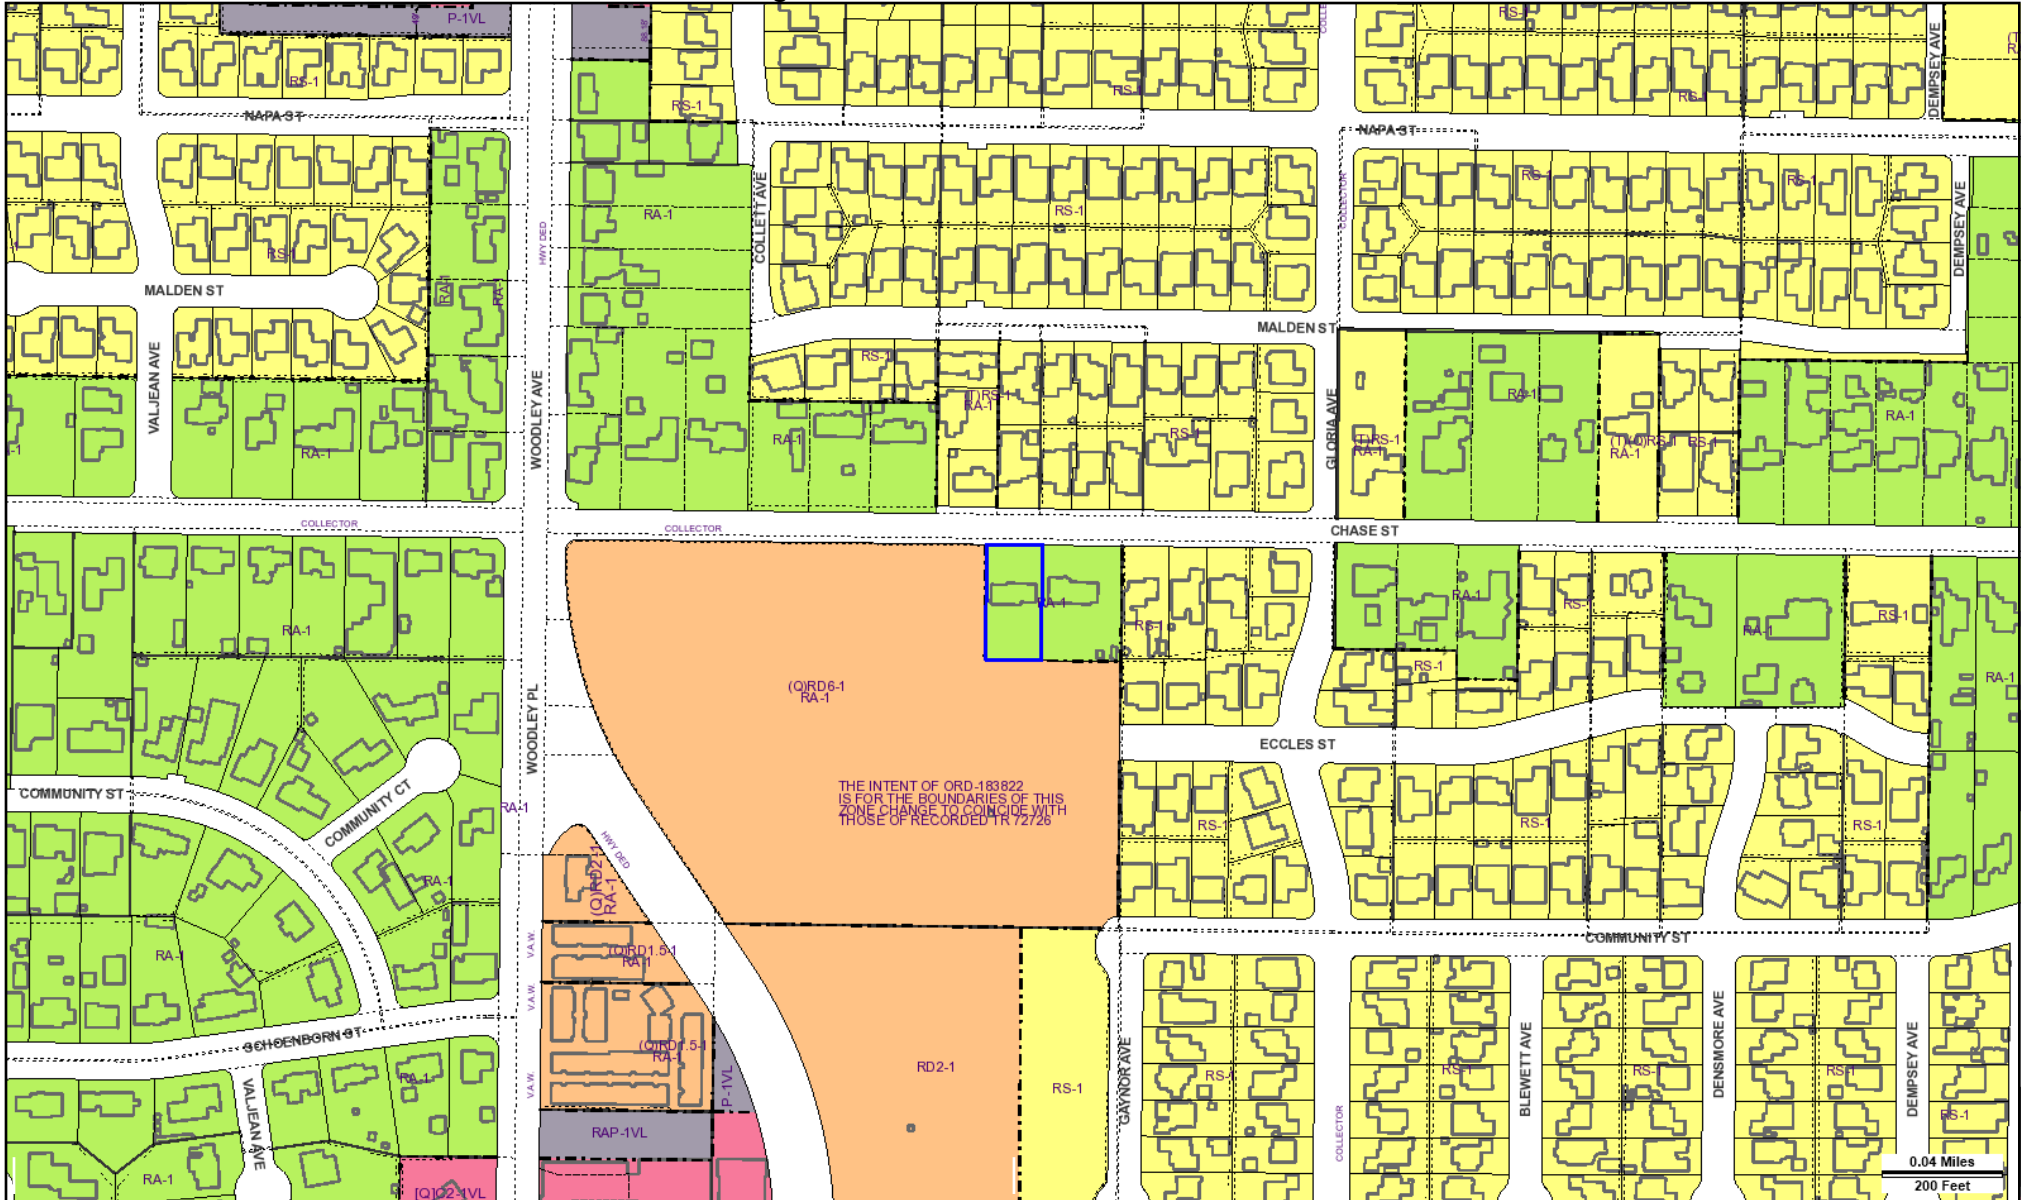 P-1VL
RS-1
RS-1
RS-1
RS-1
RS-1
DEMPSEY AVE
NAPA ST
NAPA ST
COLLETT AVE
COLLECTOR
RA-1
RS-1
RS-1
RS-1
DEMPSEY AVE
HWY DED
RS-1
MALDEN ST
RA-1
MALDEN ST
VALJEAN AVE
WOODLEY AVE
RS-1
(T)RS-1
RA-1
RA-1
RS-1
GLORIA AVE
(T)RS-1
RA-1
RA-1
(T)(Q)RS-1
RA-1
RS-1
RA-1
RA-1
COLLECTOR
COLLECTOR
CHASE ST
RA-1
RA-1
RS-1
RA-1
RS-1
RS-1
RA-1
RS-1
RA-1
(Q)RD6-1
RA-1
WOODLEY PL
ECCLES ST
COMMUNITY ST
COMMUNITY CT
RA-1
THE INTENT OF ORD-183822
IS FOR THE BOUNDARIES OF THIS
ZONE CHANGE TO COINCIDE WITH
THOSE OF RECORDED TR 72726
RS-1
RS-1
RS-1
HWY DED
(Q)RD2-1
RA-1
RA-1
COMMUNITY ST
V.A.W.
(Q)RD1.5-1
RA-1
RA-1
V.A.W.
SCHOENBORN ST
(Q)RD1.5-1
RA-1
RD2-1
RS-1
GAYNOR AVE
RS-1
RS-1
BLEWETT AVE
RS-1
DENSMORE AVE
RS-1
DEMPSEY AVE
RS-1
VALJEAN AVE
RA-1
V.A.W.
P-1VL
RAP-1VL
COLLECTOR
RA-1
[Q]C2-1VL
0.04 Miles
200 Feet